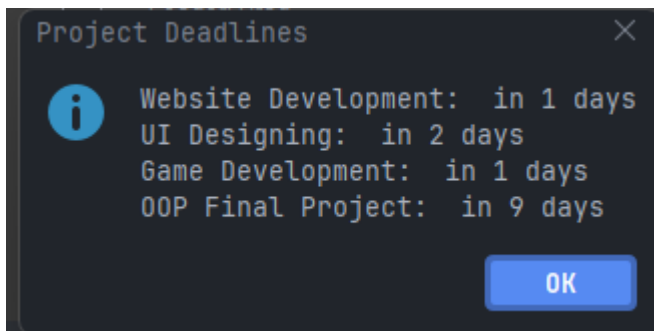 Project Deadlines
Website Development:  in 1 days
UI Designing:  in 2 days
Game Development:  in 1 days
OOP Final Project:  in 9 days
OK